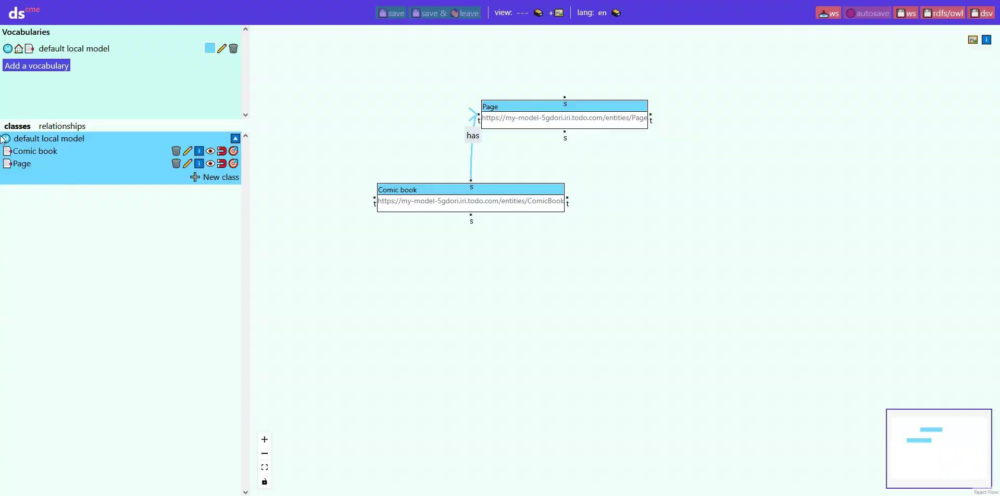 ds cme
save
save & leave
view: ---
+
lang: en
ws
autosave
ws
rdfs/owl
dsv
Vocabularies
M default local model
Add a vocabulary
classes relationships
default local model
Comic book
i
Page
i
New class
i
s
Page
t https://my-model-5gdori.iri.todo.com/entities/Page t
s
has
s
Comic book
t https://my-model-5gdori.iri.todo.com/entities/ComicBook t
s
React Flow